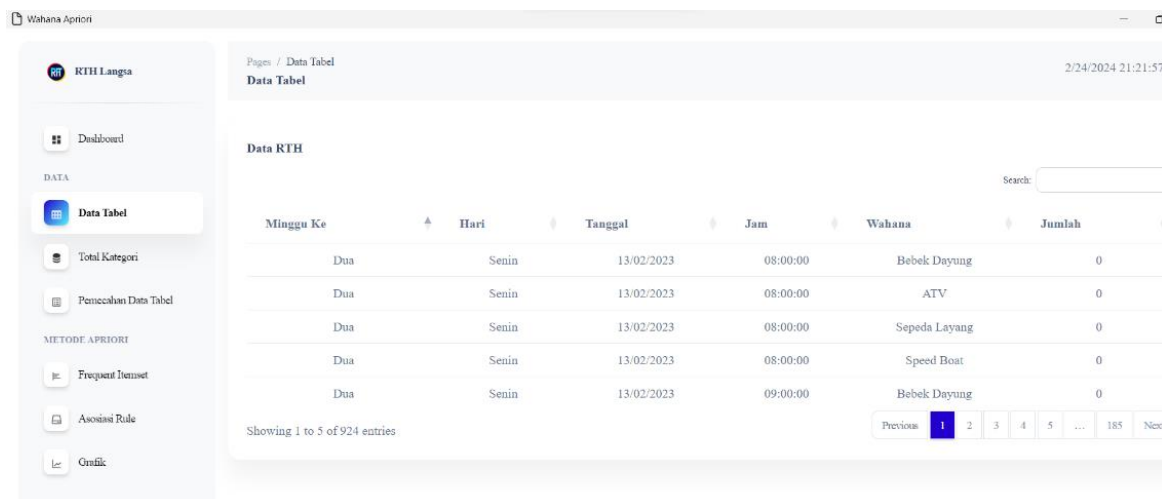 Wahana Apriori
RTH Langsa
Dashboard
DATA
Data Tabel
Total Kategori
Pemecahan Data Tabel
METODE APRIORI
Frequent Itemset
Asosiasi Rule
Grafik
Pages / Data Tabel
Data Tabel
2/24/2024 21:21:57
Data RTH
Search:
Minggu Ke Hari Tanggal Jam Wahana Jumlah
Dua Senin 13/02/2023 08:00:00 Bebek Dayung 0
Dua Senin 13/02/2023 08:00:00 ATV 0
Dua Senin 13/02/2023 08:00:00 Sepeda Layang 0
Dua Senin 13/02/2023 08:00:00 Speed Boat 0
Dua Senin 13/02/2023 09:00:00 Bebek Dayung 0
Showing 1 to 5 of 924 entries
Previous 1 2 3 4 5 ... 185